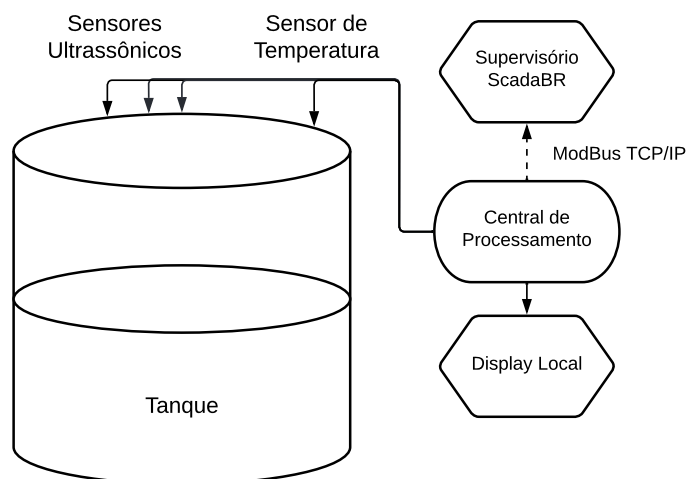 Sensores
Ultrassônicos
Sensor de
Temperatura
Supervisório
ScadaBR
ModBus TCP/IP
Central de
Processamento
Display Local
Tanque